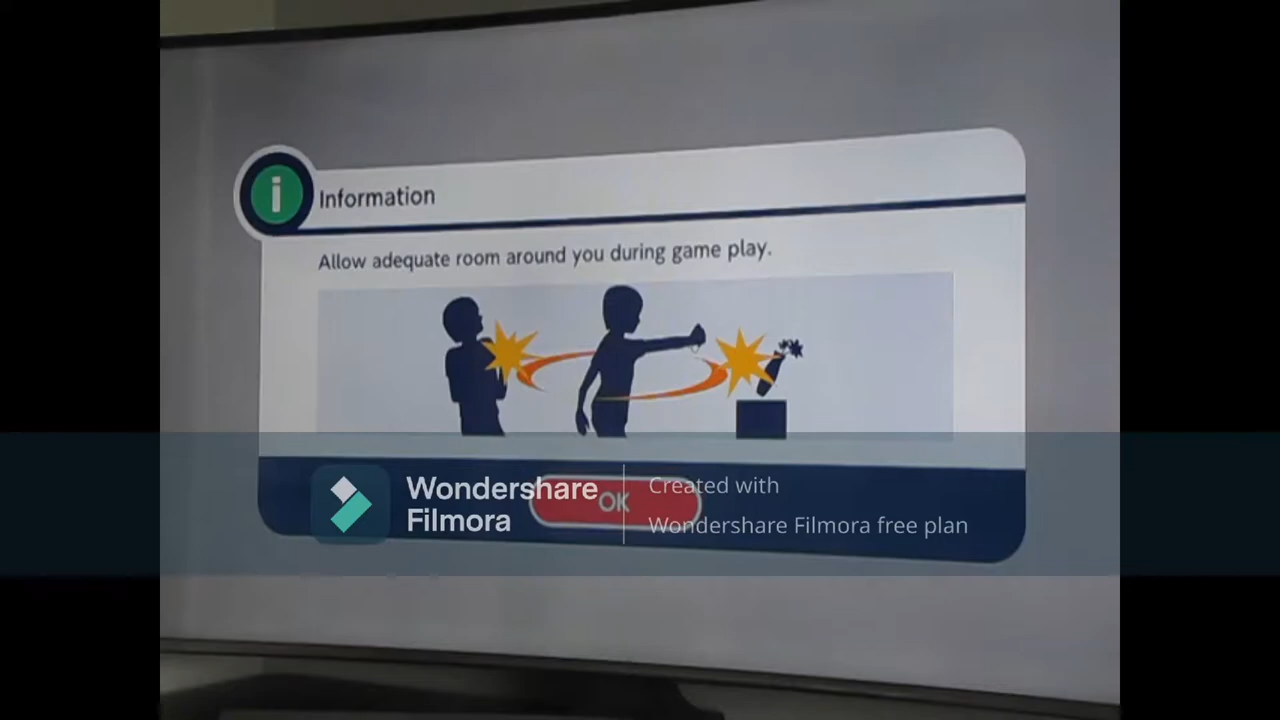 i
Information
Allow adequate room around you during game play.
OK
Wondershare
Filmora
Created with
Wondershare Filmora free plan